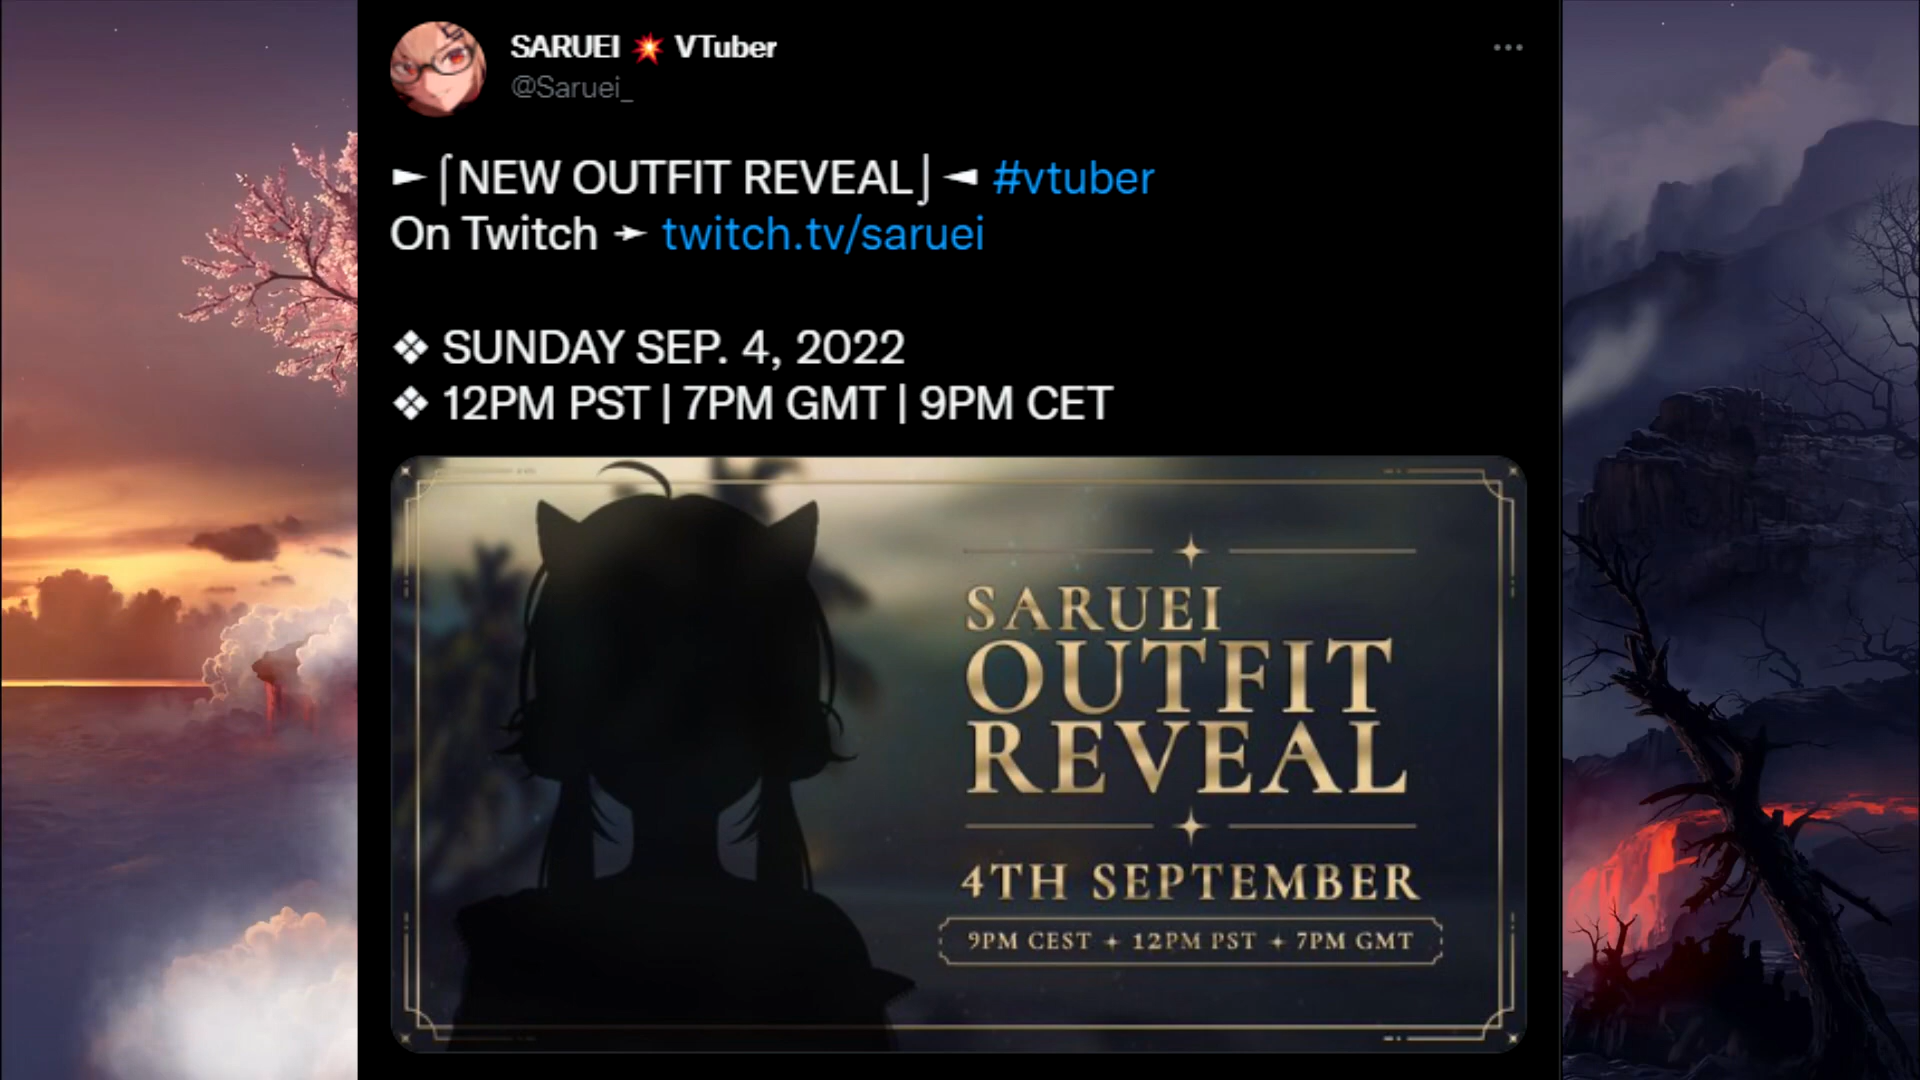 SARUEI 💥 VTuber
@Saruei_
►⌠NEW OUTFIT REVEAL⌡◄ #vtuber
On Twitch ➛ twitch.tv/saruei
❖ SUNDAY SEP. 4, 2022
❖ 12PM PST | 7PM GMT | 9PM CET
SARUEI
OUTFIT
REVEAL
4TH SEPTEMBER
9PM CEST ✦ 12PM PST ✦ 7PM GMT